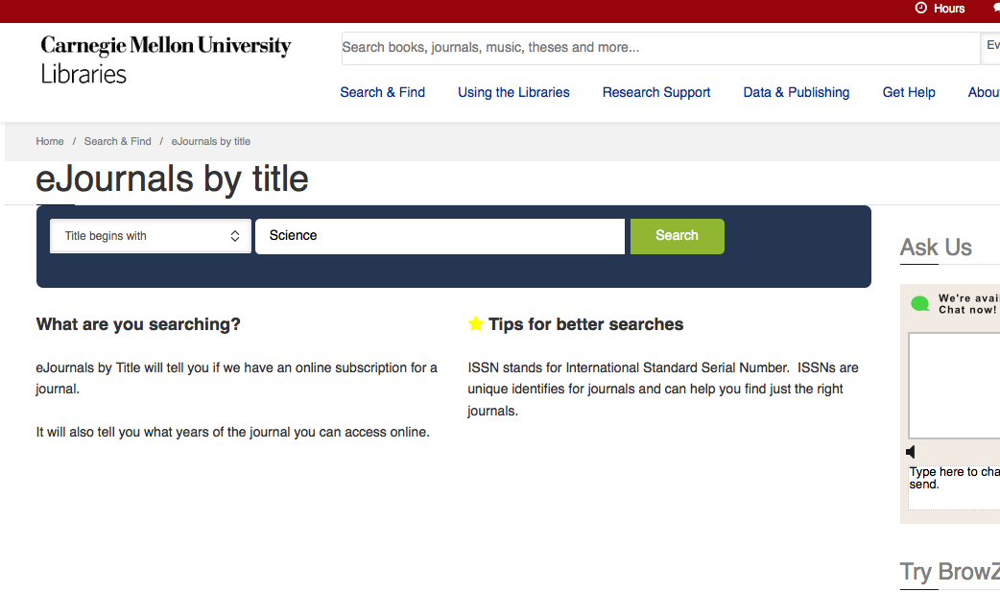 Hours
Carnegie Mellon University
Libraries
Search books, journals, music, theses and more...
Search & Find
Using the Libraries
Research Support
Data & Publishing
Get Help
Home / Search & Find / eJournals by title
eJournals by title
Title begins with
Science
Search
What are you searching?
eJournals by Title will tell you if we have an online subscription for a
journal.
It will also tell you what years of the journal you can access online.
Tips for better searches
ISSN stands for International Standard Serial Number. ISSNs are
unique identifies for journals and can help you find just the right
journals.
Ask Us
We're avai
Chat now!
Type here to cha
send.
Try BrowZ